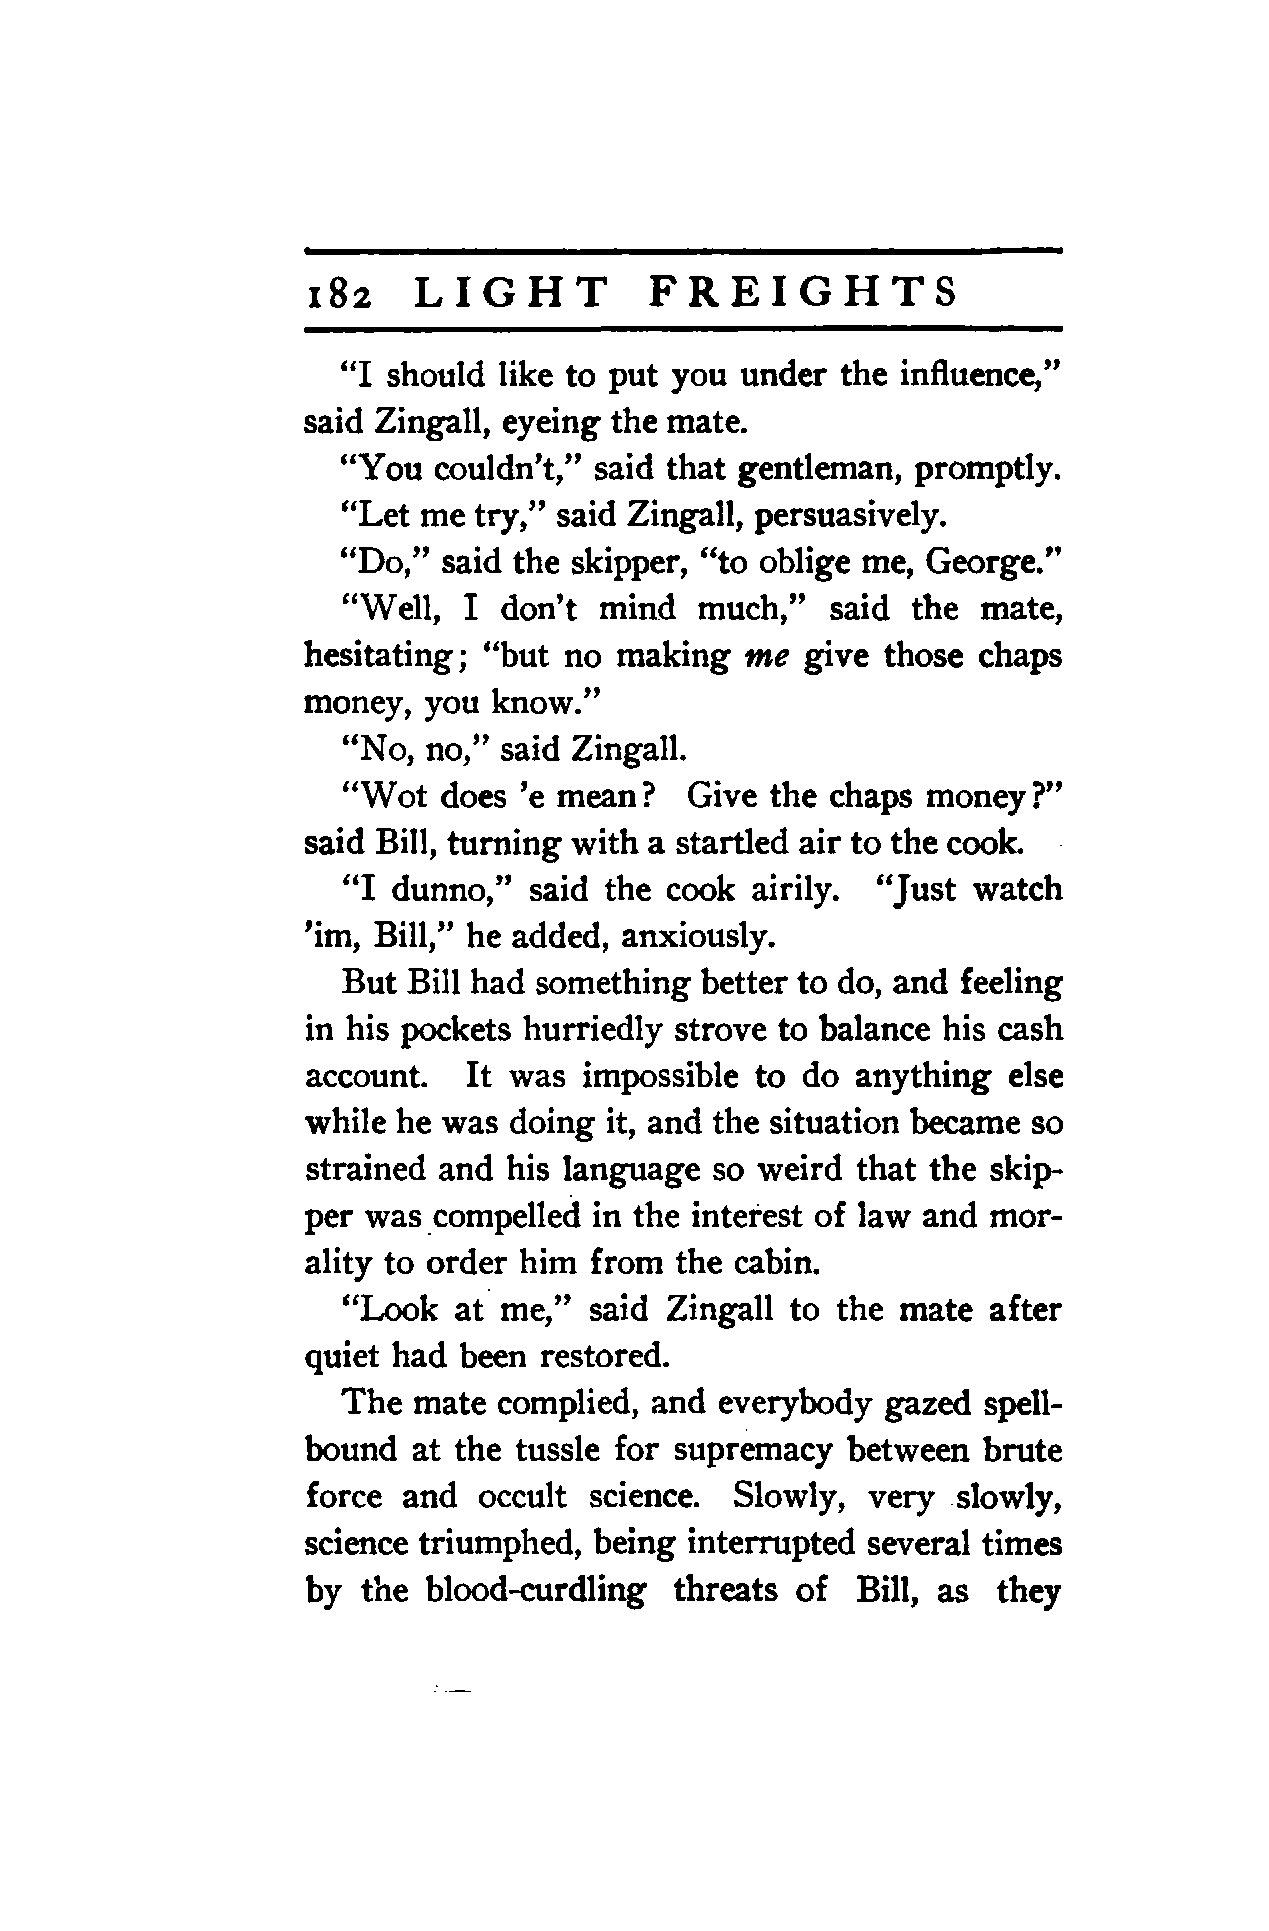 182 LIGHT FREIGHTS
“I should like to put you under the influence,”
said Zingall, eyeing the mate.
“You couldn’t,” said that gentleman, promptly.
“Let me try,” said Zingall, persuasively.
“Do,” said the skipper, “to oblige me, George.”
“Well, I don’t mind much,” said the mate,
hesitating; “but no making me give those chaps
money, you know.”
“No, no,” said Zingall.
“Wot does ’e mean? Give the chaps money?”
said Bill, turning with a startled air to the cook.
“I dunno,” said the cook airily. “Just watch
’im, Bill,” he added, anxiously.
But Bill had something better to do, and feeling
in his pockets hurriedly strove to balance his cash
account. It was impossible to do anything else
while he was doing it, and the situation became so
strained and his language so weird that the skip-
per was compelled in the interest of law and mor-
ality to order him from the cabin.
“Look at me,” said Zingall to the mate after
quiet had been restored.
The mate complied, and everybody gazed spell-
bound at the tussle for supremacy between brute
force and occult science. Slowly, very slowly,
science triumphed, being interrupted several times
by the blood-curdling threats of Bill, as they